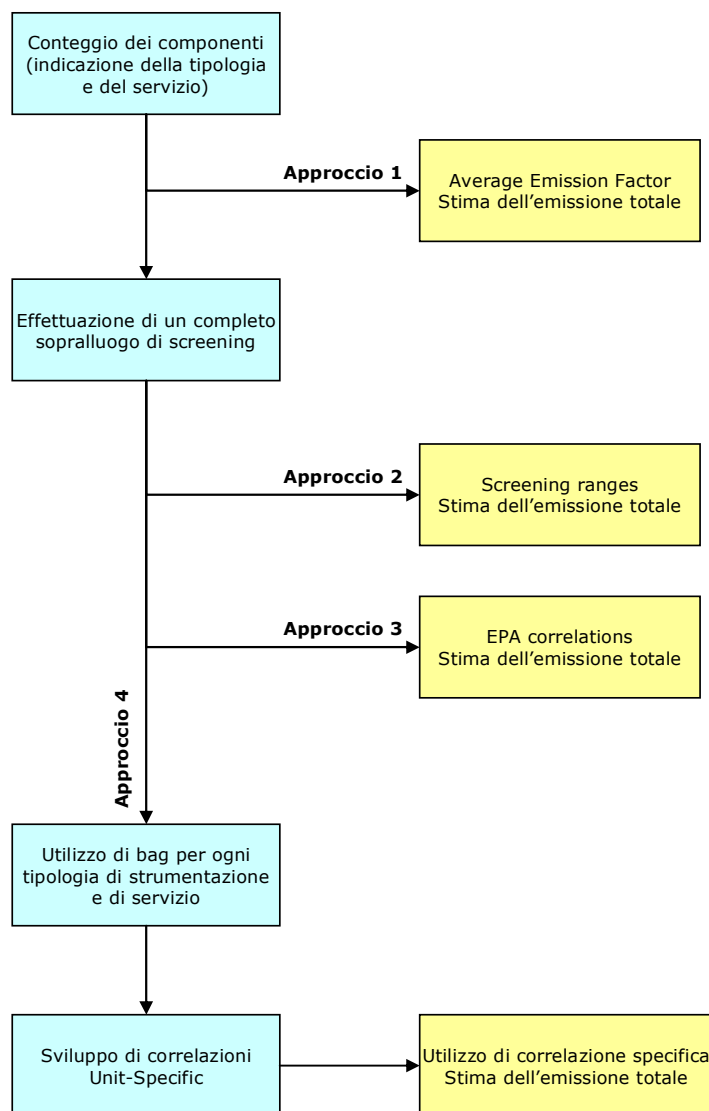 Conteggio dei componenti
(indicazione della tipologia
e del servizio)
Approccio 1
Average Emission Factor
Stima dell’emissione totale
Effettuazione di un completo
sopralluogo di screening
Approccio 2
Screening ranges
Stima dell’emissione totale
Approccio 3
EPA correlations
Stima dell’emissione totale
Approccio 4
Utilizzo di bag per ogni
tipologia di strumentazione
e di servizio
Sviluppo di correlazioni
Unit-Specific
Utilizzo di correlazione specifica
Stima dell’emissione totale